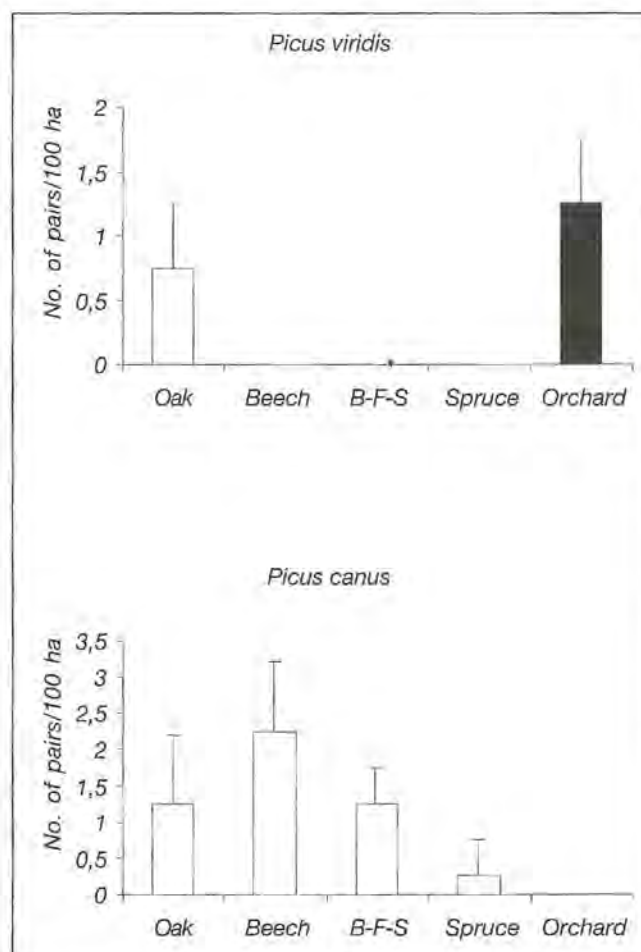 Picus viridis
No. of pairs/100 ha
2
1,5
1
0,5
0
Oak Beech B-F-S Spruce Orchard
Picus canus
No. of pairs/100 ha
3,5
3
2,5
2
1,5
1
0,5
0
Oak Beech B-F-S Spruce Orchard